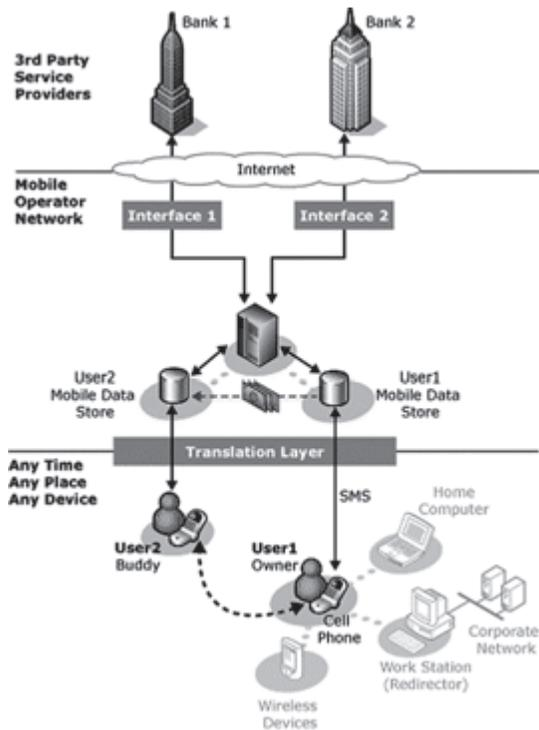 Bank 1
Bank 2
3rd Party
Service
Providers
Internet
Mobile
Operator
Network
Interface 1
Interface 2
User2
Mobile Data
Store
User1
Mobile Data
Store
Translation Layer
Any Time
Any Place
Any Device
SMS
Home
Computer
User2
Buddy
User1
Owner
Cell
Phone
Corporate
Network
Work Station
(Redirector)
Wireless
Devices